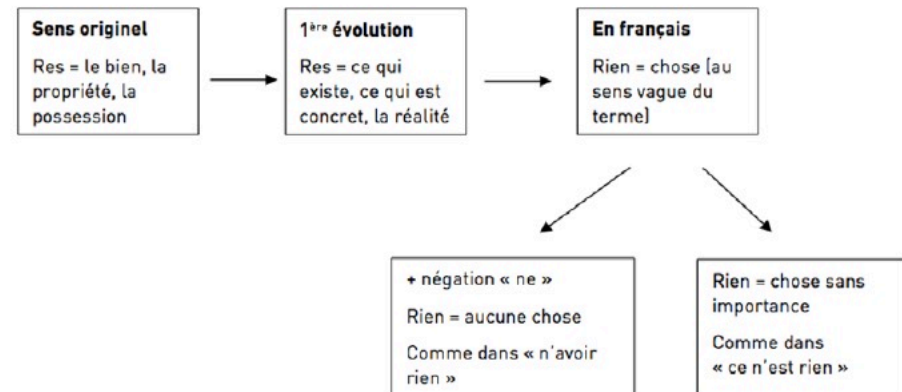 Sens originel
Res = le bien, la
propriété, la
possession
1ère évolution
Res = ce qui
existe, ce qui est
concret, la réalité
En français
Rien = chose (au
sens vague du
terme)
+ négation « ne »
Rien = aucune chose
Comme dans « n'avoir
rien »
Rien = chose sans
importance
Comme dans
« ce n'est rien »